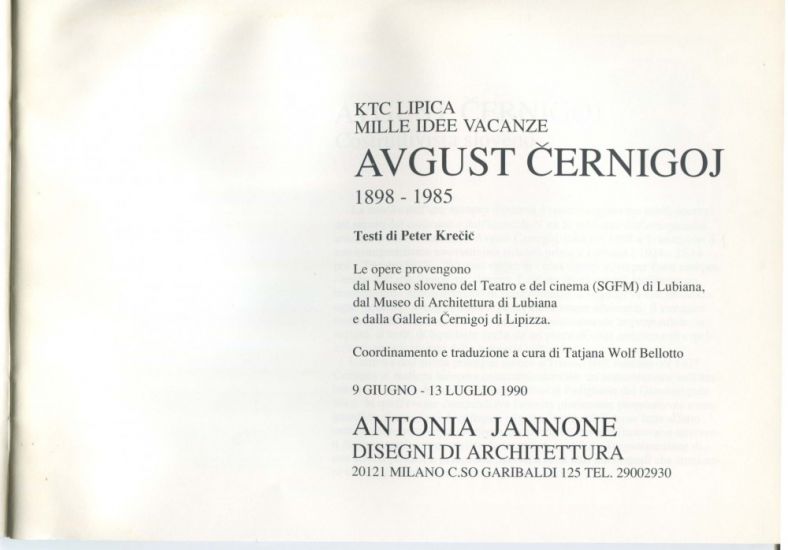 KTC LIPICA
MILLE IDEE VACANZE
AVGUST ČERNIGOJ
1898 - 1985
Testi di Peter Krečič
Le opere provengono
dal Museo sloveno del Teatro e del cinema (SGFM) di Lubiana,
dal Museo di Architettura di Lubiana
e dalla Galleria Černigoj di Lipizza.
Coordinamento e traduzione a cura di Tatjana Wolf Bellotto
9 GIUGNO - 13 LUGLIO 1990
ANTONIA JANNONE
DISEGNI DI ARCHITETTURA
20121 MILANO C.SO GARIBALDI 125 TEL. 29002930